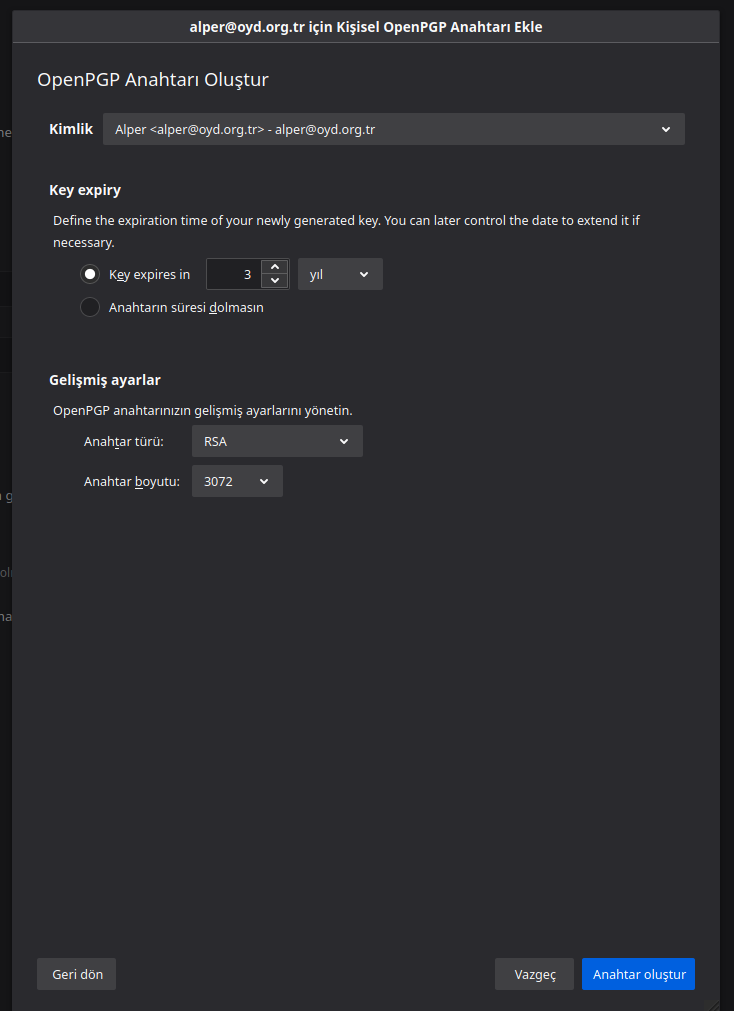 alper@oyd.org.tr için Kişisel OpenPGP Anahtarı Ekle
OpenPGP Anahtarı Oluştur
Kimlik Alper <alper@oyd.org.tr> - alper@oyd.org.tr
Key expiry
Define the expiration time of your newly generated key. You can later control the date to extend it if
necessary.
Key expires in 3 yıl
Anahtarın süresi dolmasın
Gelişmiş ayarlar
OpenPGP anahtarınızın gelişmiş ayarlarını yönetin.
Anahtar türü: RSA
Anahtar boyutu: 3072
Geri dön Vazgeç Anahtar oluştur